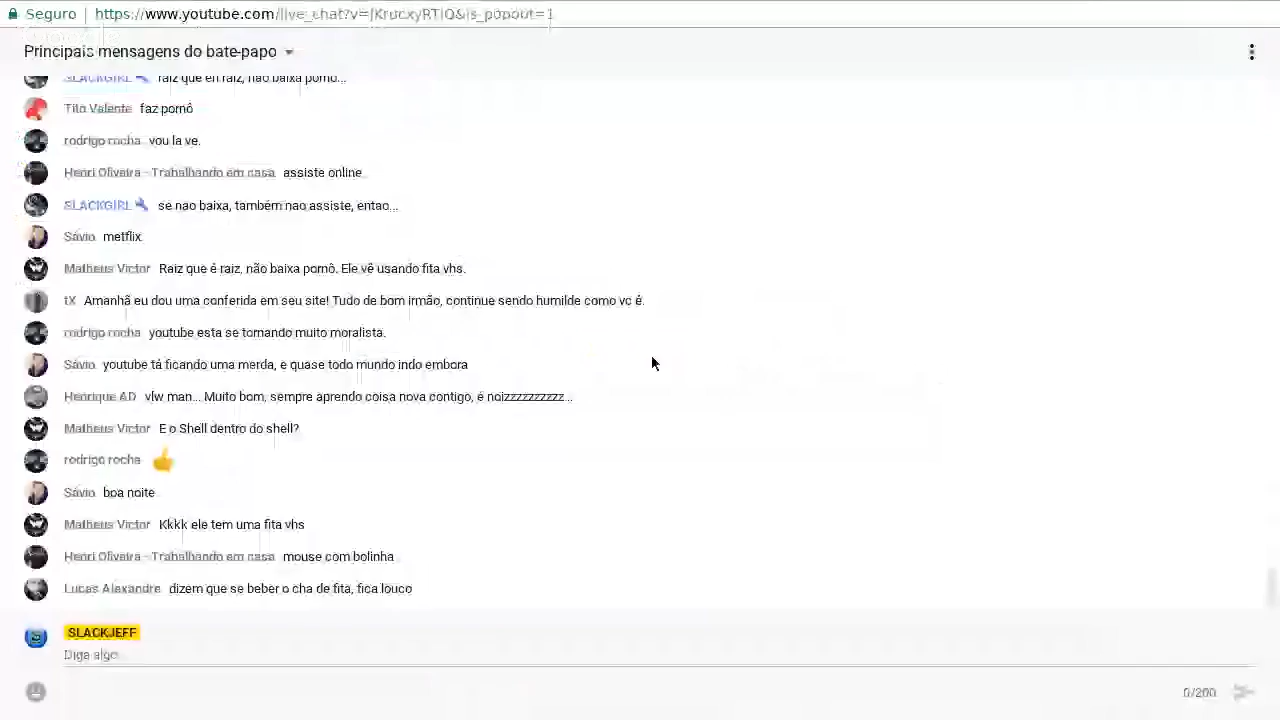 Seguro https://www.youtube.com/live_chat?v=
Principais mensagens do bate-papo
SLACKGIRL raiz que eh raiz, nao baixa porno...
Tito Valente faz pornô
rodrigo rocha vou la ve.
Henri Oliveira - Trabalhando em casa assiste online
SLACKGIRL se nao baixa, também nao assiste, entao...
Sávio metflix
Matheus Victor Raiz que é raiz, não baixa pornô. Ele vê usando fita vhs.
tX Amanhã eu dou uma conferida em seu site! Tudo de bom irmão, continue sendo humilde como vc é.
rodrigo rocha youtube esta se tornando muito moralista.
Sávio youtube tá ficando uma merda, e quase todo mundo indo embora
Henrique AD vlw man... Muito bom, sempre aprendo coisa nova contigo, é noizzzzzzzzzz...
Matheus Victor E o Shell dentro do shell?
rodrigo rocha 👍
Sávio boa noite
Matheus Victor Kkkk ele tem uma fita vhs
Henri Oliveira - Trabalhando em casa mouse com bolinha
Lucas Alexandre dizem que se beber o cha de fita, fica louco
SLACKJEFF
Diga algo...
0/200